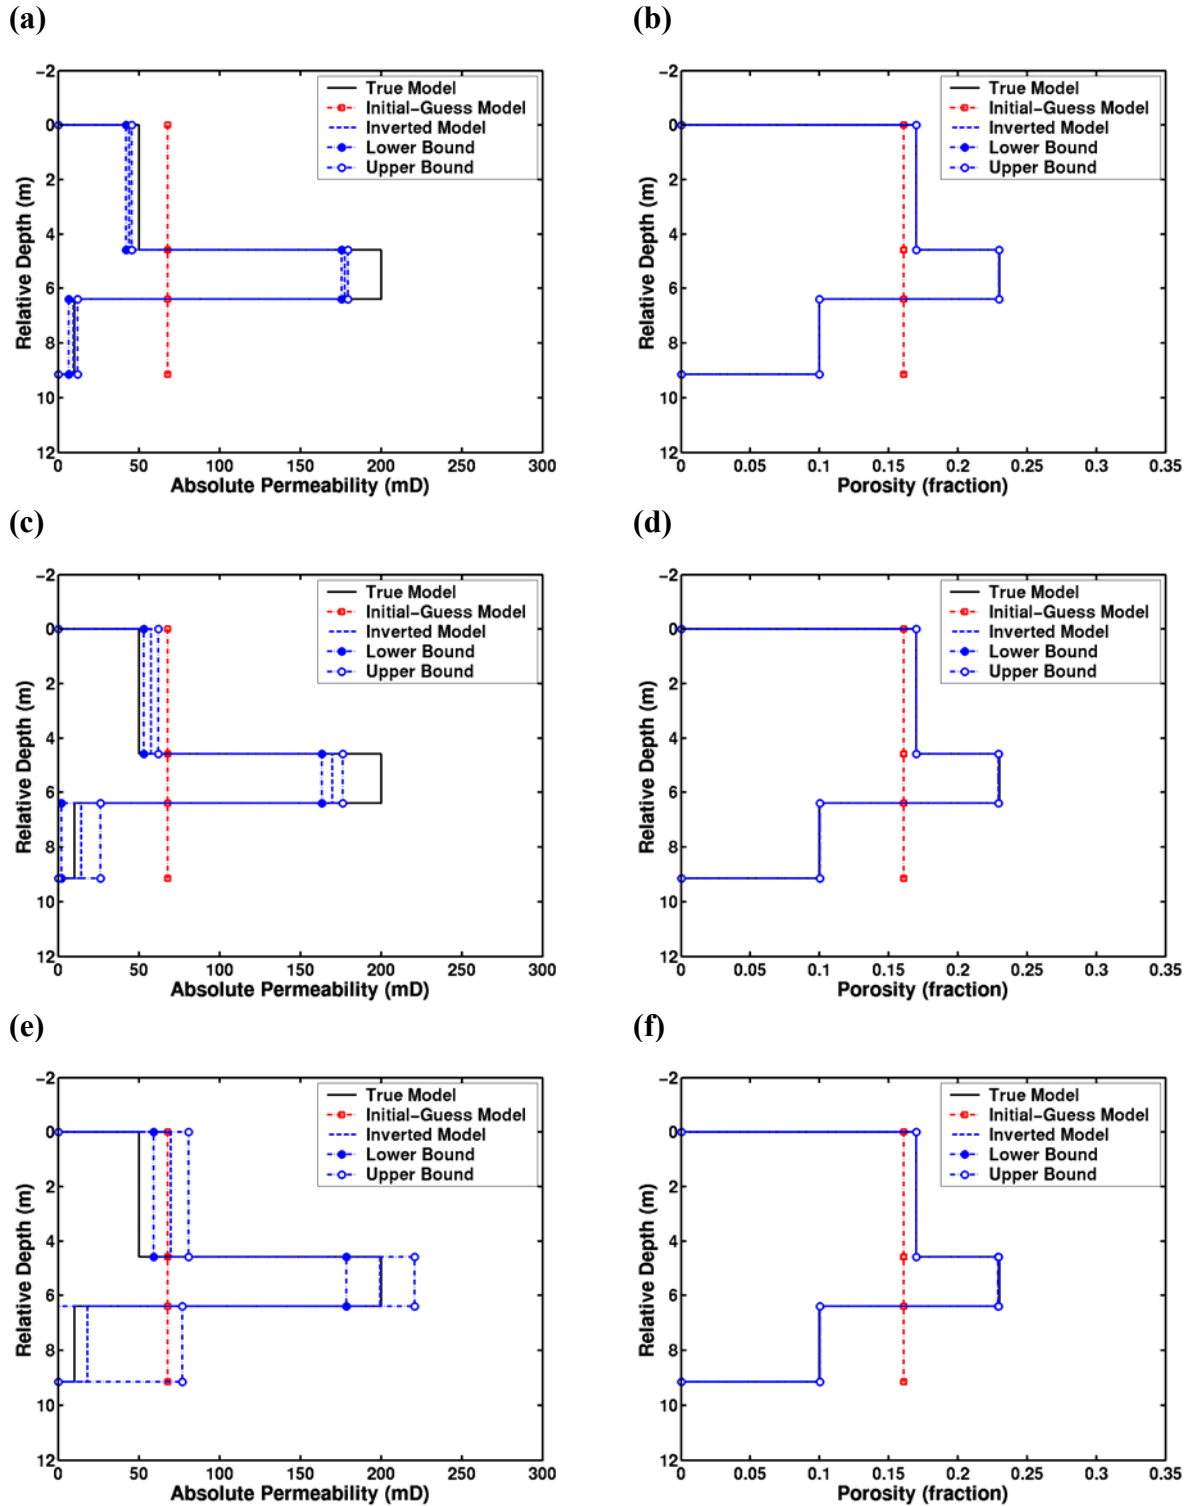 (a)
−2
0
2
4
6
8
10
12
Relative Depth (m)
True Model
Initial−Guess Model
Inverted Model
Lower Bound
Upper Bound
0 50 100 150 200 250 300
Absolute Permeability (mD)
(b)
−2
0
2
4
6
8
10
12
Relative Depth (m)
True Model
Initial−Guess Model
Inverted Model
Lower Bound
Upper Bound
0 0.05 0.1 0.15 0.2 0.25 0.3 0.35
Porosity (fraction)
(c)
−2
0
2
4
6
8
10
12
Relative Depth (m)
True Model
Initial−Guess Model
Inverted Model
Lower Bound
Upper Bound
0 50 100 150 200 250 300
Absolute Permeability (mD)
(d)
−2
0
2
4
6
8
10
12
Relative Depth (m)
True Model
Initial−Guess Model
Inverted Model
Lower Bound
Upper Bound
0 0.05 0.1 0.15 0.2 0.25 0.3 0.35
Porosity (fraction)
(e)
−2
0
2
4
6
8
10
12
Relative Depth (m)
True Model
Initial−Guess Model
Inverted Model
Lower Bound
Upper Bound
0 50 100 150 200 250 300
Absolute Permeability (mD)
(f)
−2
0
2
4
6
8
10
12
Relative Depth (m)
True Model
Initial−Guess Model
Inverted Model
Lower Bound
Upper Bound
0 0.05 0.1 0.15 0.2 0.25 0.3 0.35
Porosity (fraction)